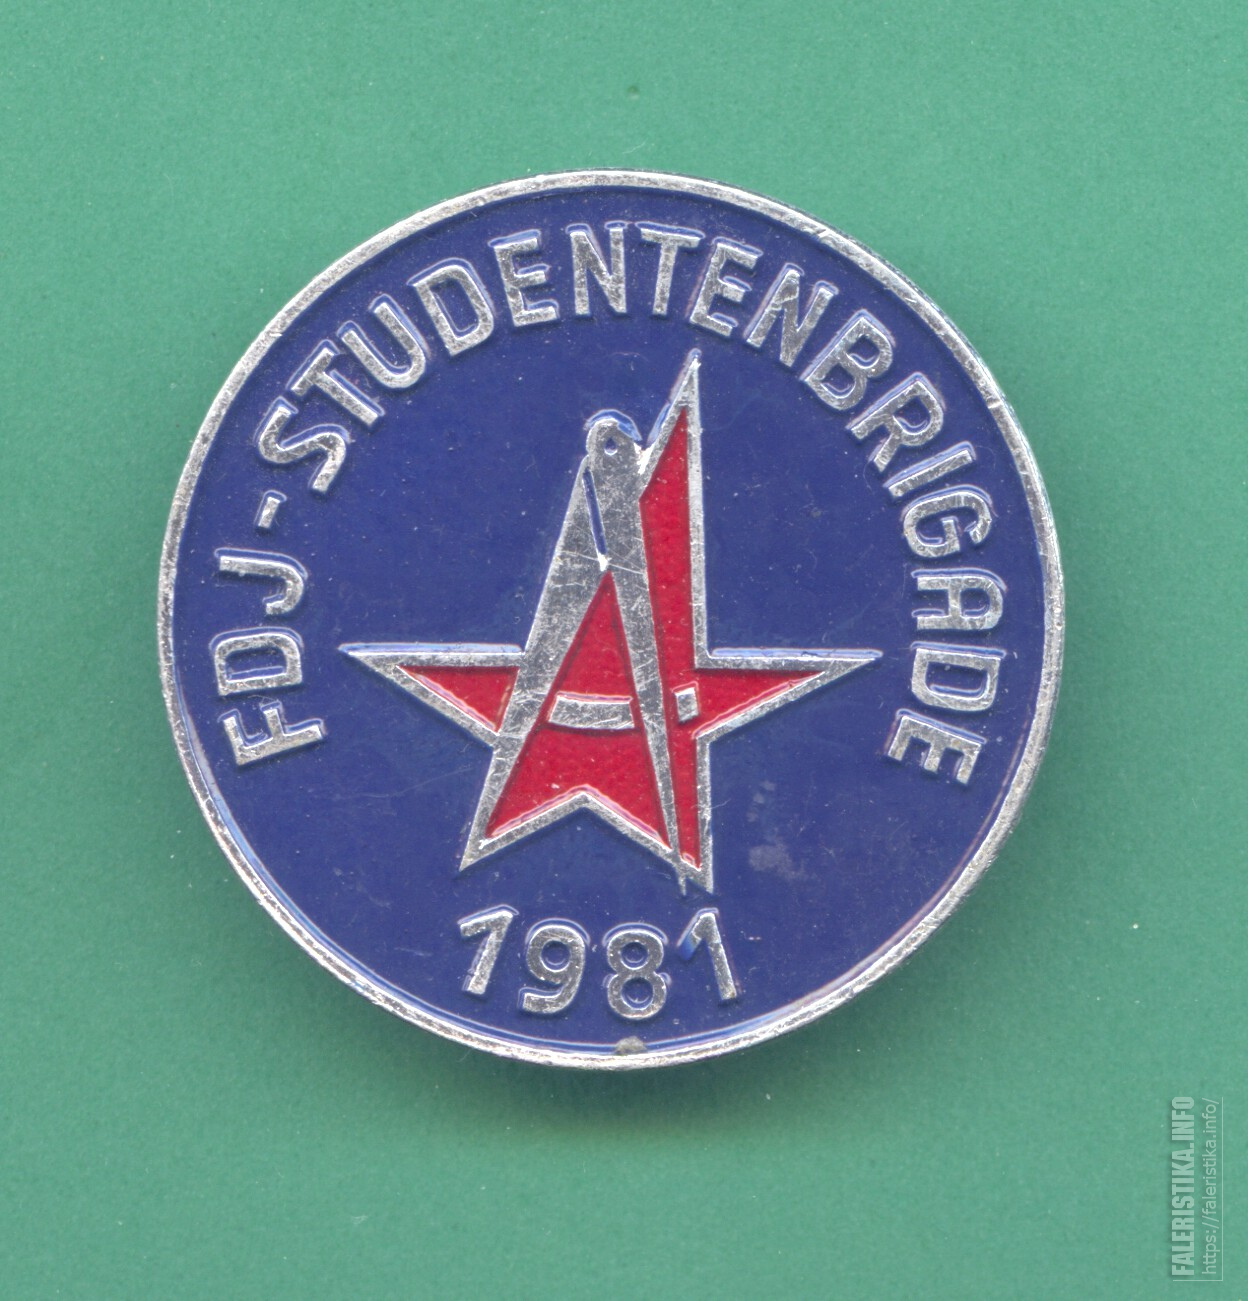 FDJ-STUDENTENBRIGADE
1981
FALERISTIKA.INFO
https://faleristika.info/